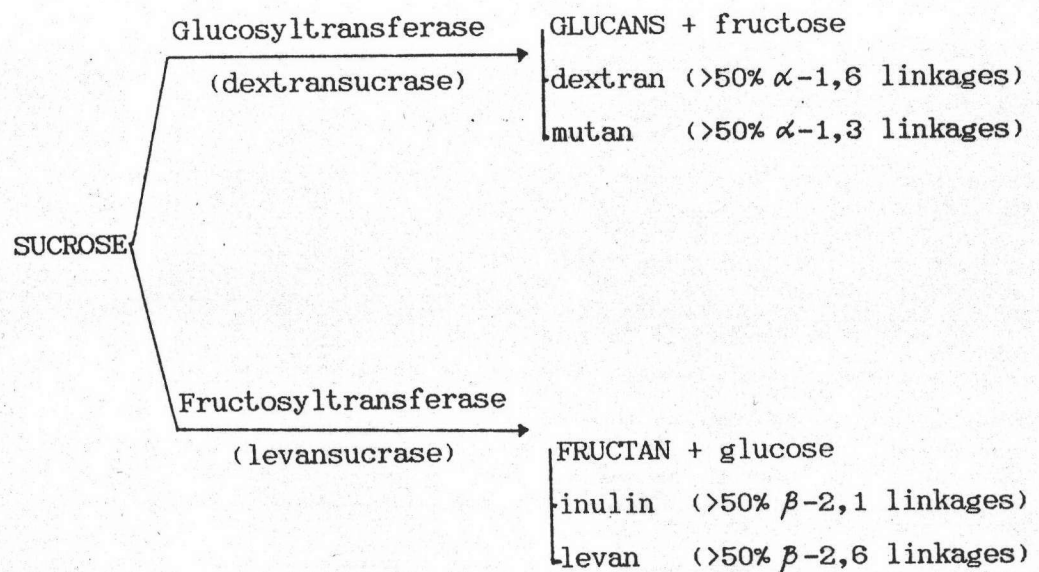 Glucosyltransferase
(dextransucrase)
GLUCANS + fructose
dextran (>50% α-1,6 linkages)
mutan (>50% α-1,3 linkages)
SUCROSE
Fructosyltransferase
(levansucrase)
FRUCTAN + glucose
inulin (>50% β-2,1 linkages)
levan (>50% β-2,6 linkages)